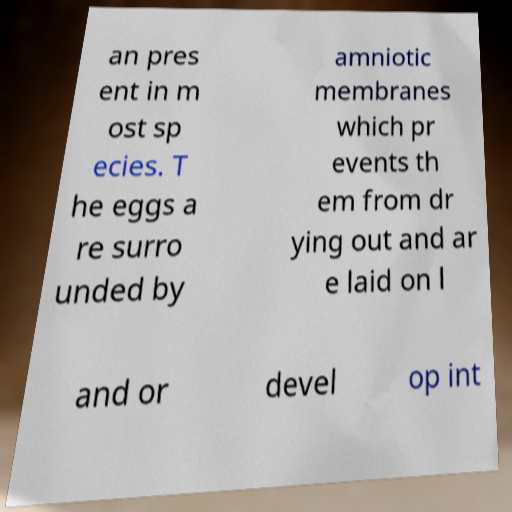 an pres
ent in m
ost sp
ecies. T
he eggs a
re surro
unded by
amniotic
membranes
which pr
events th
em from dr
ying out and ar
e laid on l
and or
devel
op int